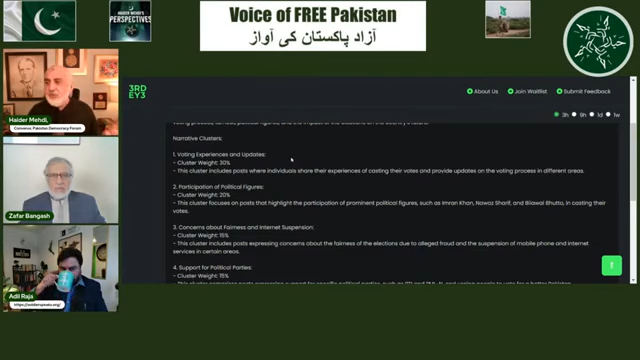 HAIDER MEHDI'S
PERSPECTIVES
Voice of FREE Pakistan
آزاد پاکستان کی آواز
3RD
EY3
About Us
Join Waitlist
Submit Feedback
3h
6h
1d
1w
Narrative Clusters:
1. Voting Experiences and Updates:
- Cluster Weight: 30%
- This cluster includes posts where individuals share their experiences of casting their votes and provide updates on the voting process in different areas.
2. Participation of Political Figures:
- Cluster Weight: 20%
- This cluster focuses on posts that highlight the participation of prominent political figures, such as Imran Khan, Nawaz Sharif, and Bilawal Bhutto, in casting their
votes.
3. Concerns about Fairness and Internet Suspension:
- Cluster Weight: 15%
- This cluster includes posts expressing concerns about the fairness of the elections due to alleged fraud and the suspension of mobile phone and internet
services in certain areas.
4. Support for Political Parties:
- Cluster Weight: 15%
Haider Mehdi,
Convenor, Pakistan Democracy Forum
Zafar Bangash
Adil Raja